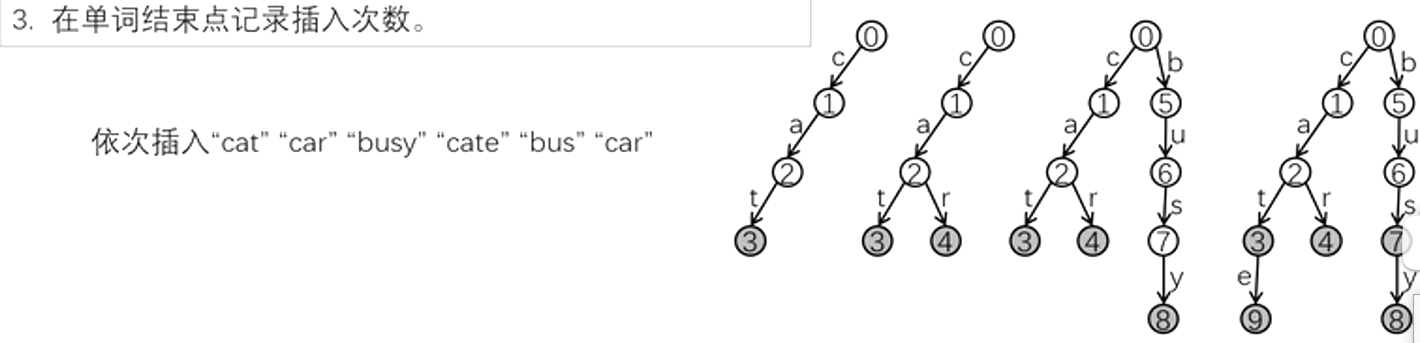 3. 在单词结束点记录插入次数。
依次插入“cat” “car” “busy” “cate” “bus” “car”
0 0 0 0
c c c b c b
1 1 1 5 1 5
a a a u a u
2 2 2 6 2 6
t t r t r s t r s
3 3 4 3 4 7 3 4 7
y e y
8 9 8